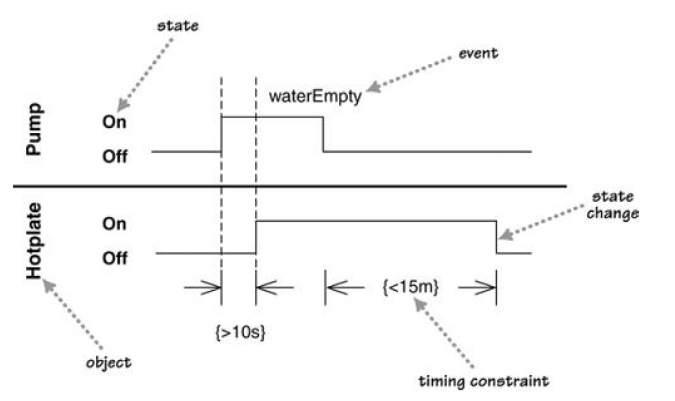 state
event
waterEmpty
Pump
On
Off
state
change
Hotplate
On
Off
{<15m}
{>10s}
object
timing constraint